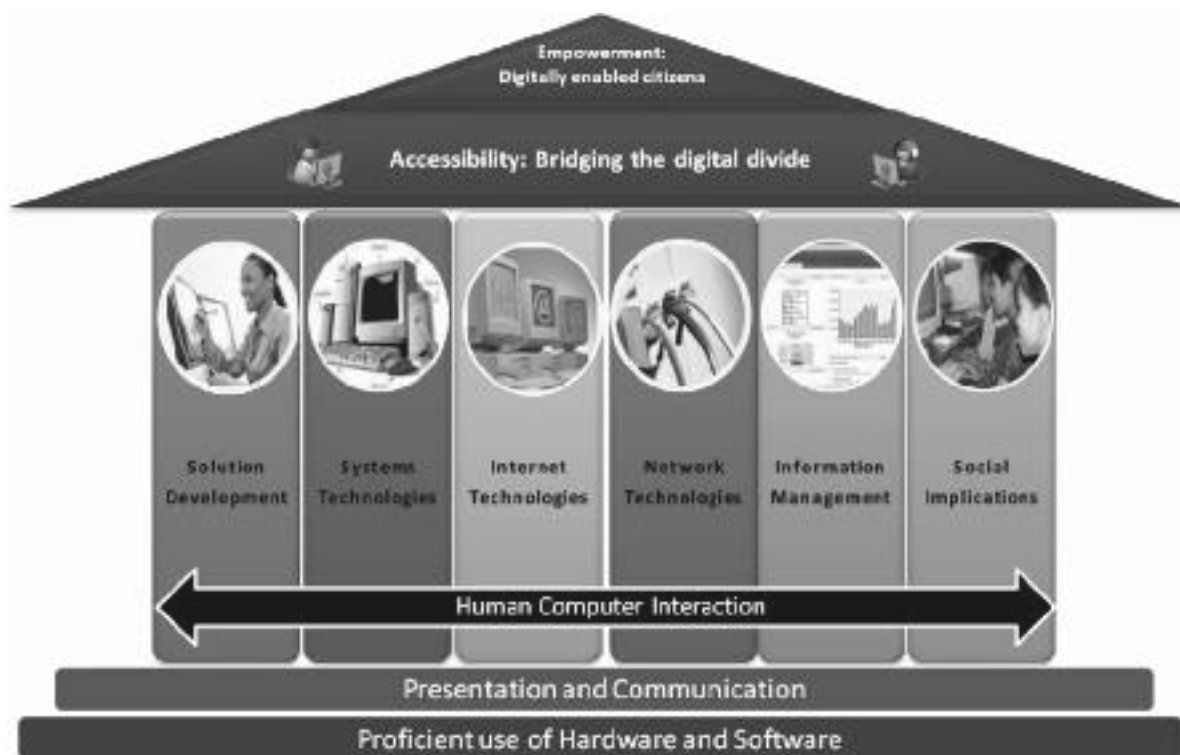 Empowerment:
Digitally enabled citizens
Accessibility: Bridging the digital divide
Solution
Development
Systems
Technologies
Internet
Technologies
Network
Technologies
Information
Management
Social
Implications
Human Computer Interaction
Presentation and Communication
Proficient use of Hardware and Software